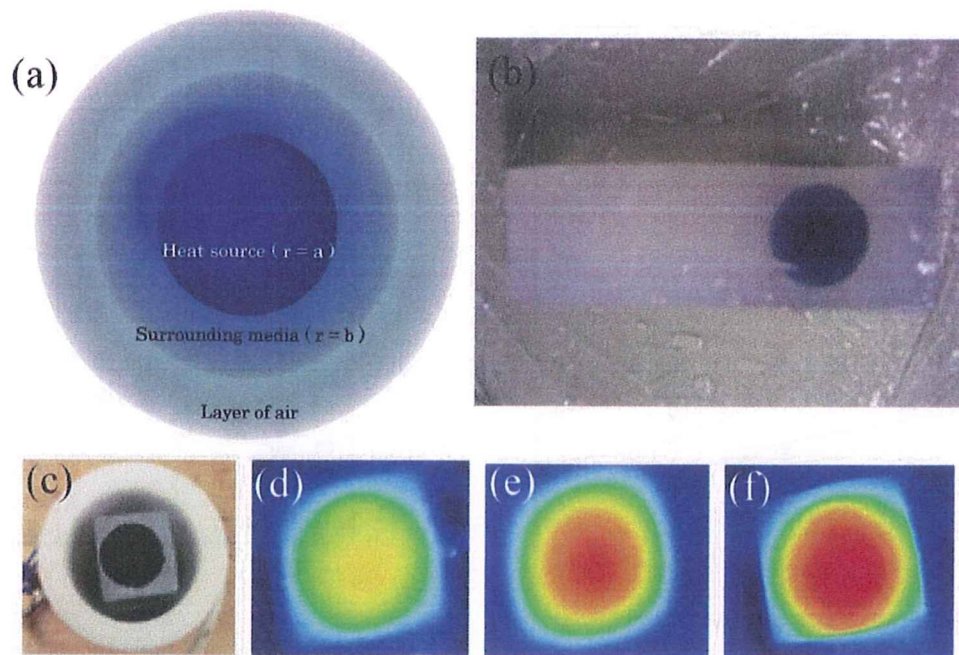 (a)
Heat source ( r = a )
Surrounding media ( r = b )
Layer of air
(b)
(c)
(d)
(e)
(f)